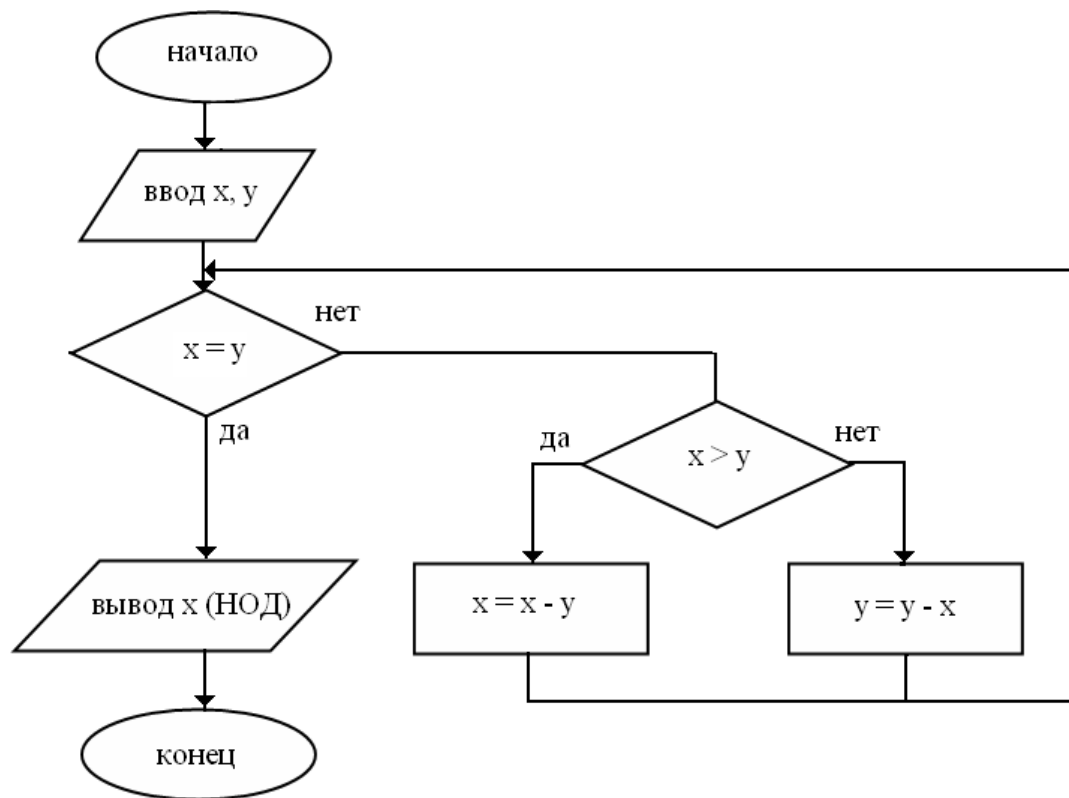 начало
ввод x, y
нет
x = y
да
да
нет
x > y
x = x - y
y = y - x
вывод x (НОД)
конец